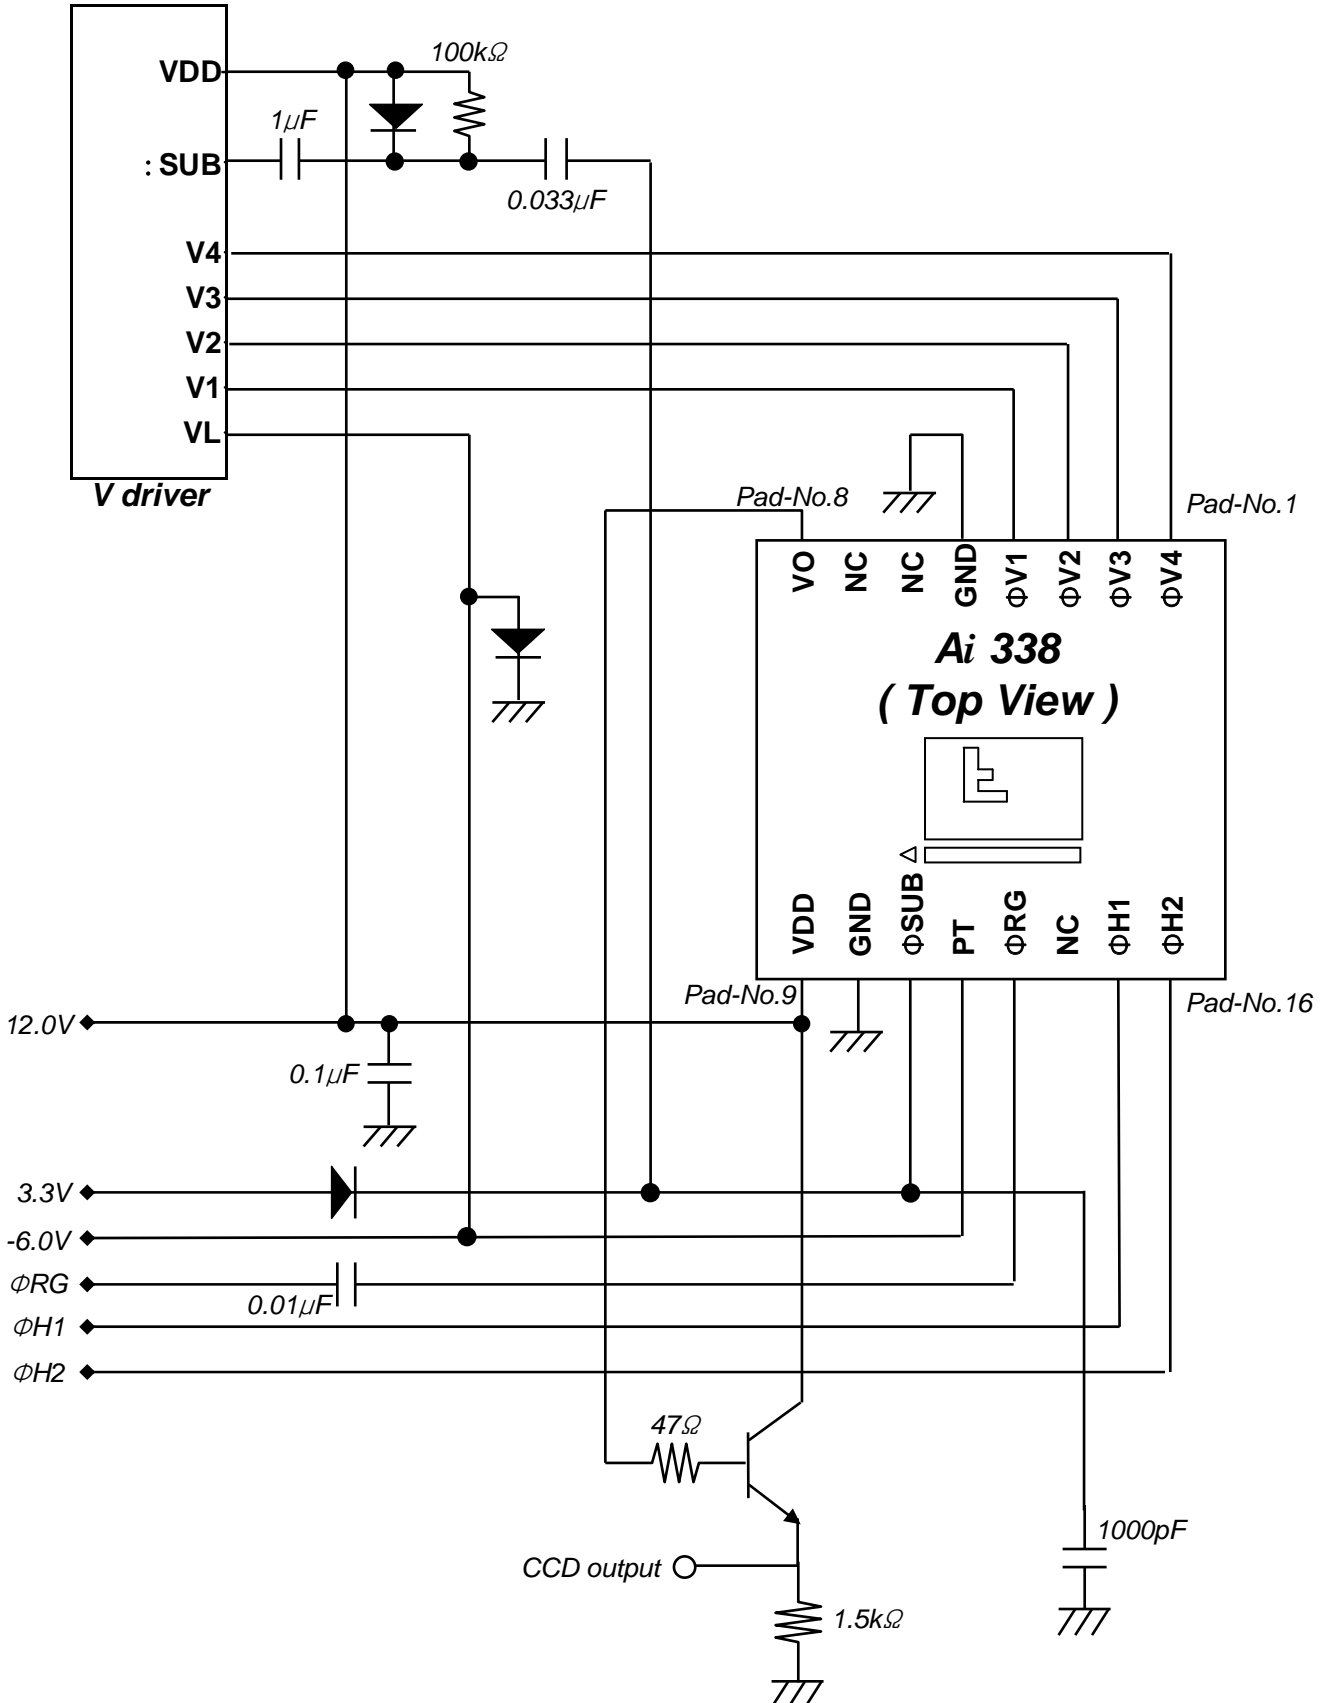 100kΩ
VDD
1μF
: SUB
0.033μF
V4
V3
V2
V1
VL
V driver
Pad-No.8
Pad-No.1
VO
NC
NC
GND
ΦV1
ΦV2
ΦV3
ΦV4
Ai 338
( Top View )
VDD
GND
ΦSUB
PT
ΦRG
NC
ΦH1
ΦH2
Pad-No.9
Pad-No.16
12.0V
0.1μF
3.3V
-6.0V
ΦRG
0.01μF
ΦH1
ΦH2
47Ω
1000pF
CCD output
1.5kΩ